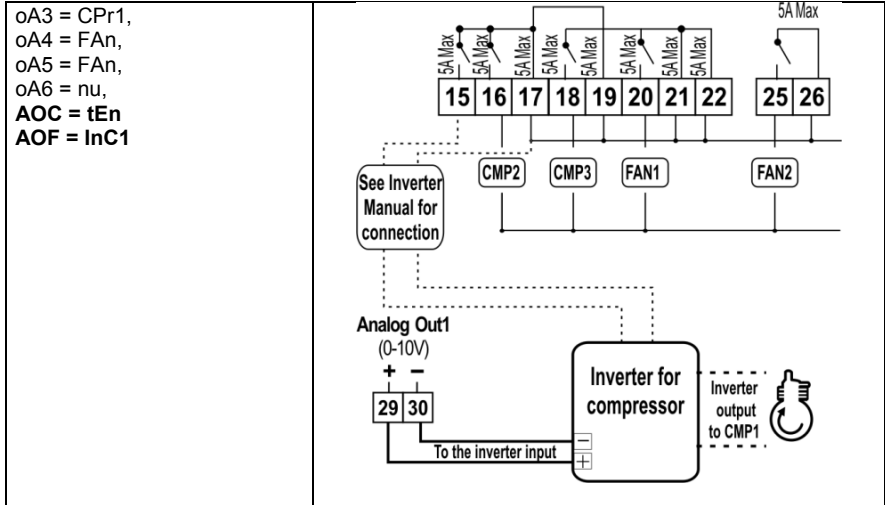 oA3 = CPr1,
oA4 = FAn,
oA5 = FAn,
oA6 = nu,
AOC = tEn
AOF = InC1
5A Max
5A Max
5A Max
5A Max
5A Max
5A Max
5A Max
5A Max
5A Max
15 16 17 18 19 20 21 22 25 26
CMP2 CMP3 FAN1 FAN2
See Inverter
Manual for
connection
Analog Out1
(0-10V)
+ –
29 30
To the inverter input
Inverter for
compressor
–
+
Inverter
output
to CMP1